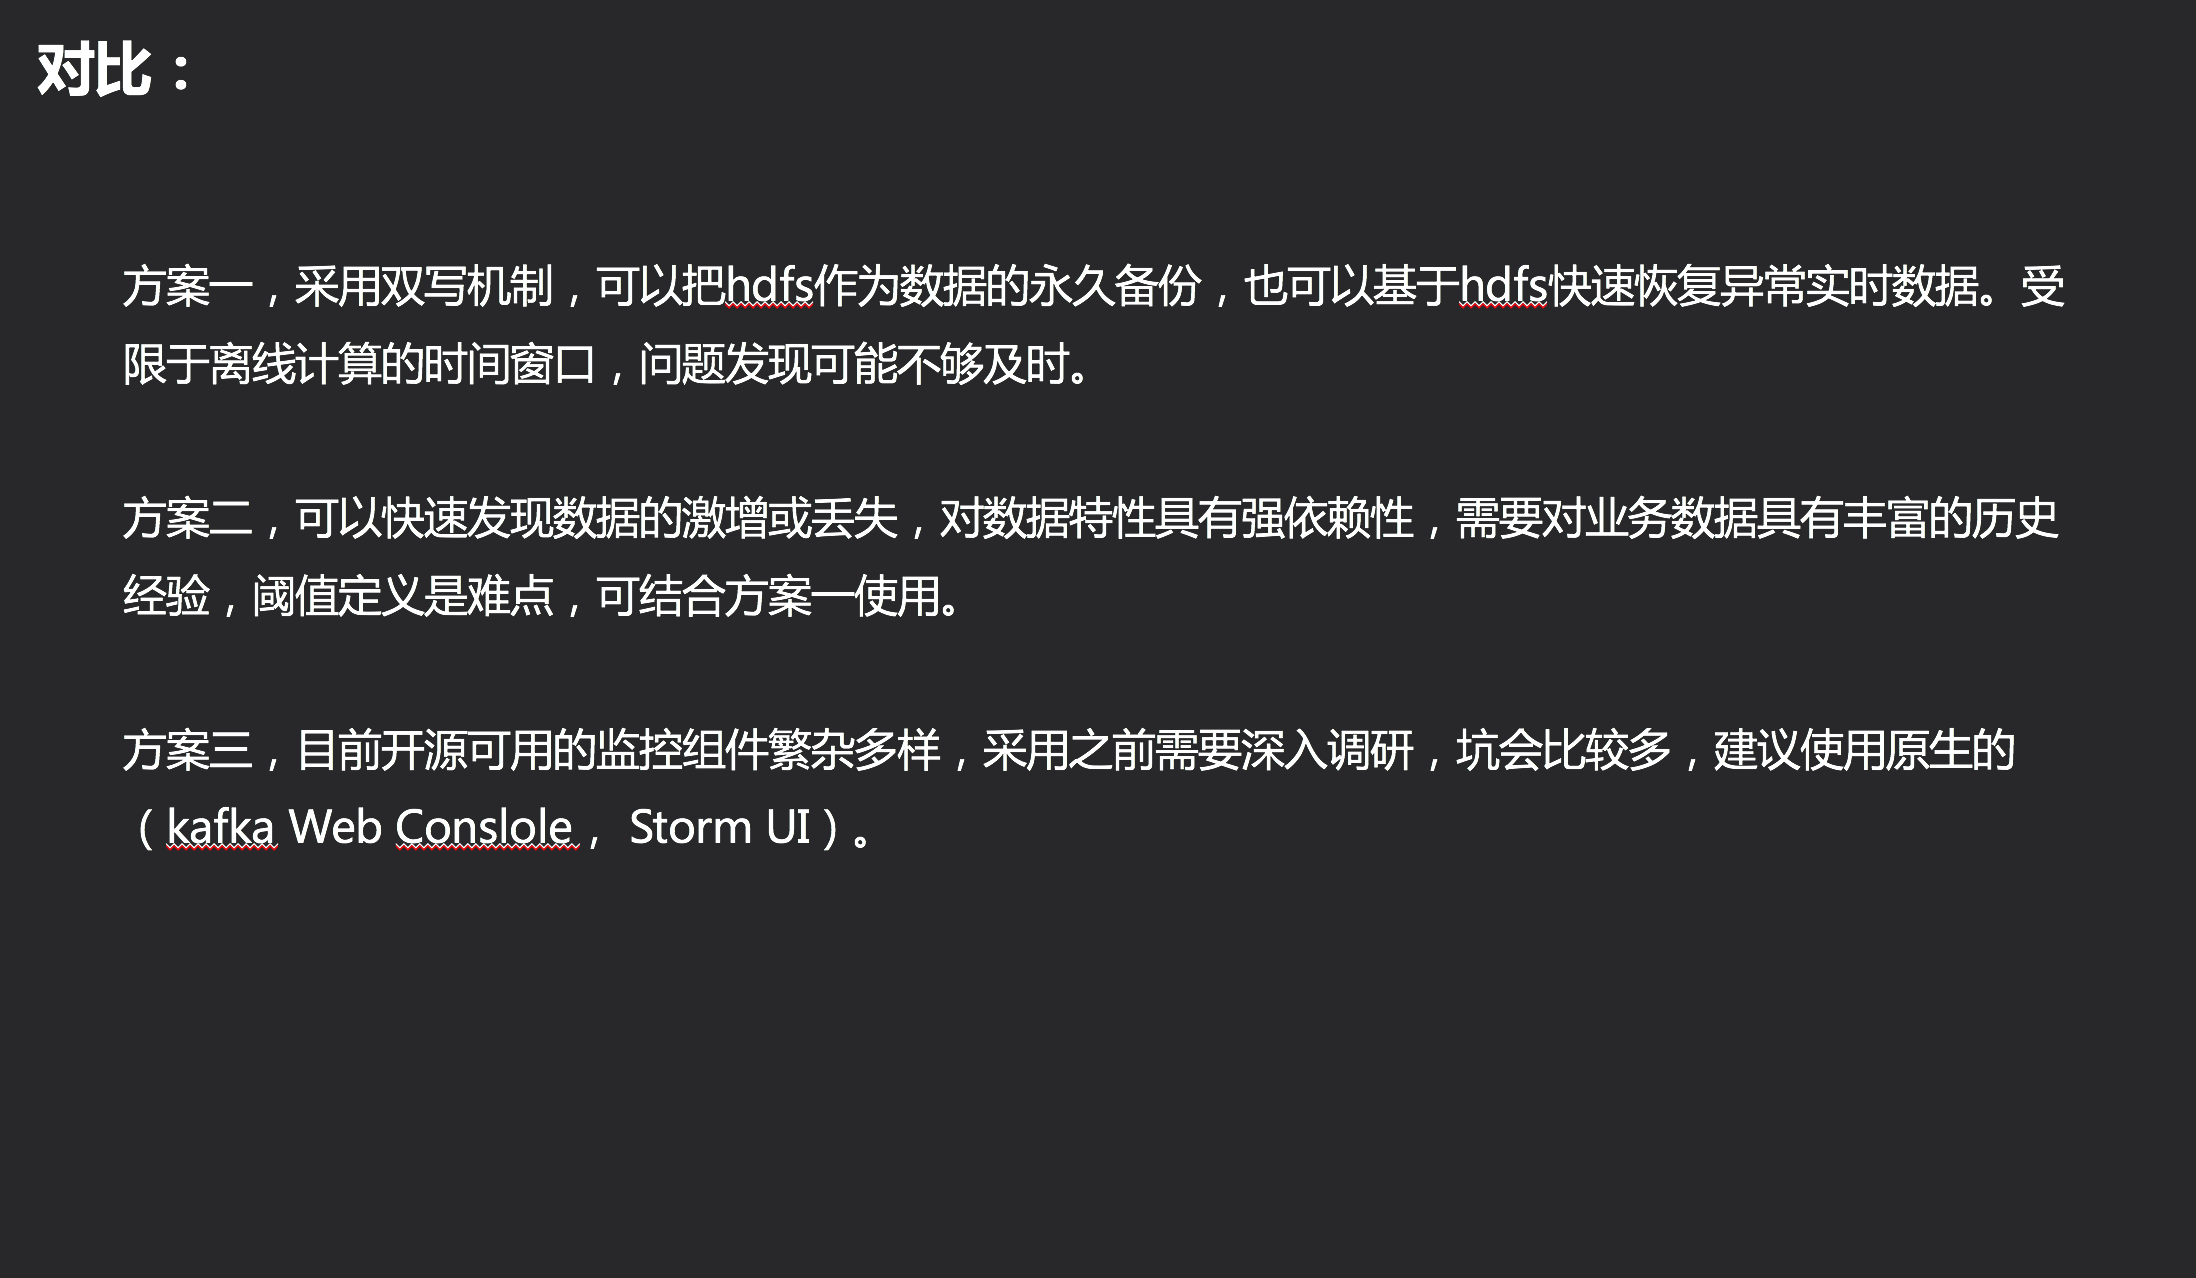 对比：
方案一，采用双写机制，可以把hdfs作为数据的永久备份，也可以基于hdfs快速恢复异常实时数据。受
限于离线计算的时间窗口，问题发现可能不够及时。
方案二，可以快速发现数据的激增或丢失，对数据特性具有强依赖性，需要对业务数据具有丰富的历史
经验，阈值定义是难点，可结合方案一使用。
方案三，目前开源可用的监控组件繁杂多样，采用之前需要深入调研，坑会比较多，建议使用原生的
（kafka Web Conslole， Storm UI）。